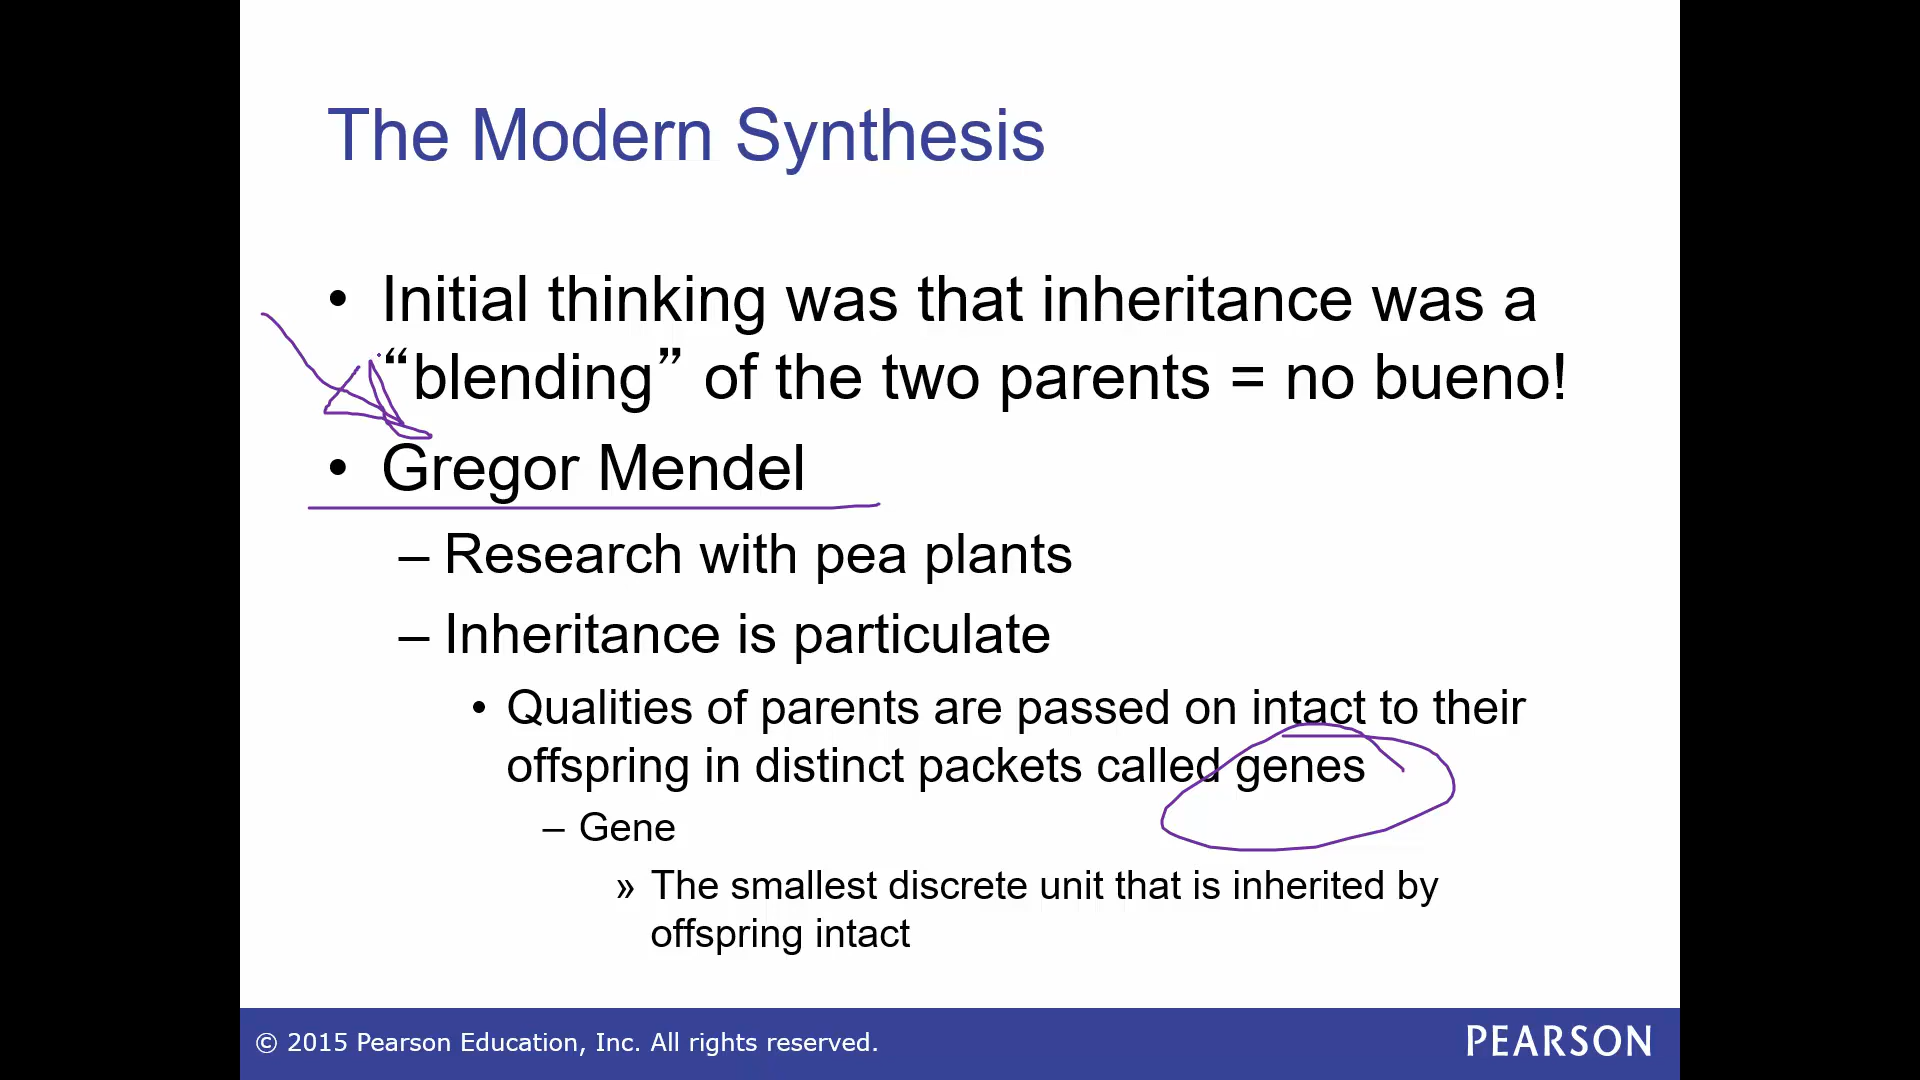 The Modern Synthesis
• Initial thinking was that inheritance was a
“blending” of the two parents = no bueno!
• Gregor Mendel
– Research with pea plants
– Inheritance is particulate
• Qualities of parents are passed on intact to their
offspring in distinct packets called genes
– Gene
» The smallest discrete unit that is inherited by
offspring intact
© 2015 Pearson Education, Inc. All rights reserved.
PEARSON